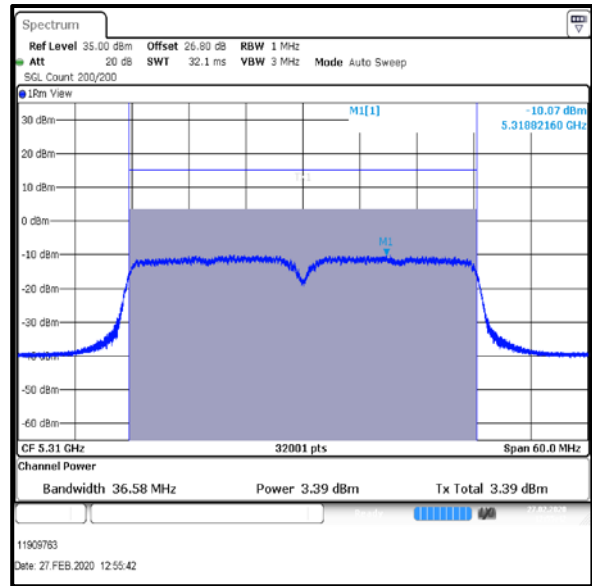 Spectrum
Ref Level 35.00 dBm Offset 26.80 dB RBW 1 MHz
Att 20 dB SWT 32.1 ms VBW 3 MHz Mode Auto Sweep
SGL Count 200/200
1Rm View
M1[1] -10.07 dBm
5.31882160 GHz
30 dBm
20 dBm
10 dBm
0 dBm
M1
-10 dBm
-20 dBm
-30 dBm
-50 dBm
-60 dBm
CF 5.31 GHz 32001 pts Span 60.0 MHz
Channel Power
Bandwidth 36.58 MHz Power 3.39 dBm Tx Total 3.39 dBm
11909763
Date: 27.FEB.2020 12:55:42